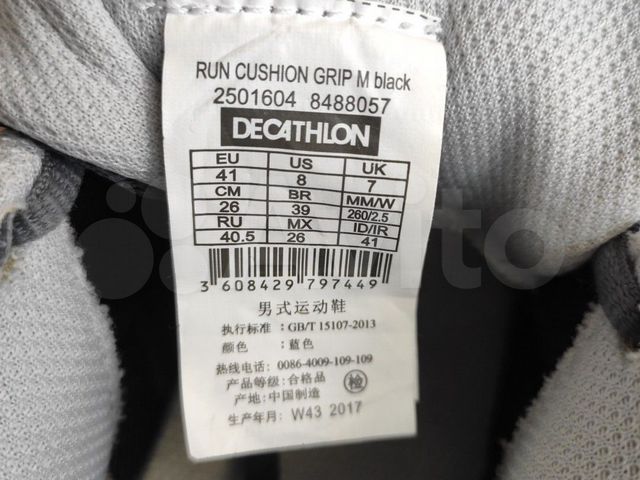 RUN CUSHION GRIP M black
2501604 8488057
DECATHLON
EU US UK
41 8 7
CM BR MM/W
26 39 260/2.5
RU MX ID/IR
40.5 26 41
3 608429 797449
男式运动鞋
执行标准：GB/T 15107-2013
颜色：蓝色
热线电话：0086-4009-109-109
产品等级：合格品
检
产地：中国制造
生产年月：W43 2017
Avito